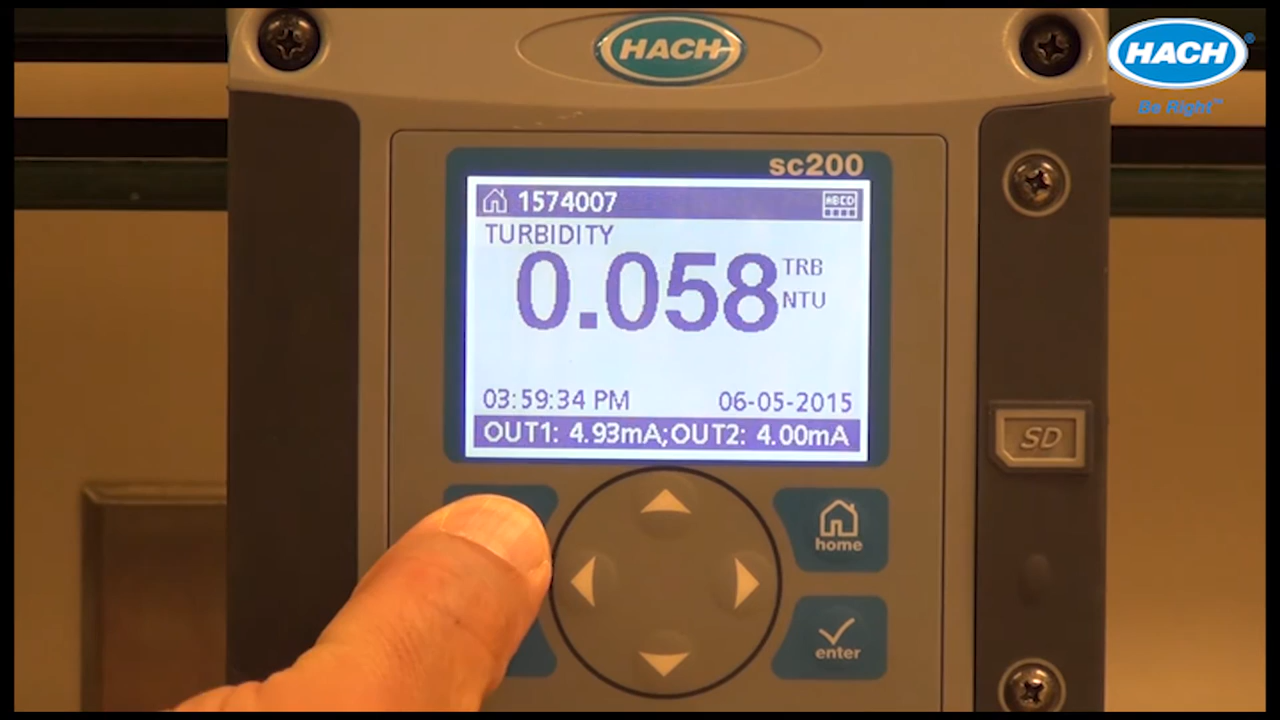 HACH
HACH®
Be Right™
sc200
1574007
ABCD
TURBIDITY
0.058 TRB
NTU
03:59:34 PM 06-05-2015
OUT1: 4.93mA;OUT2: 4.00mA
SD
home
enter